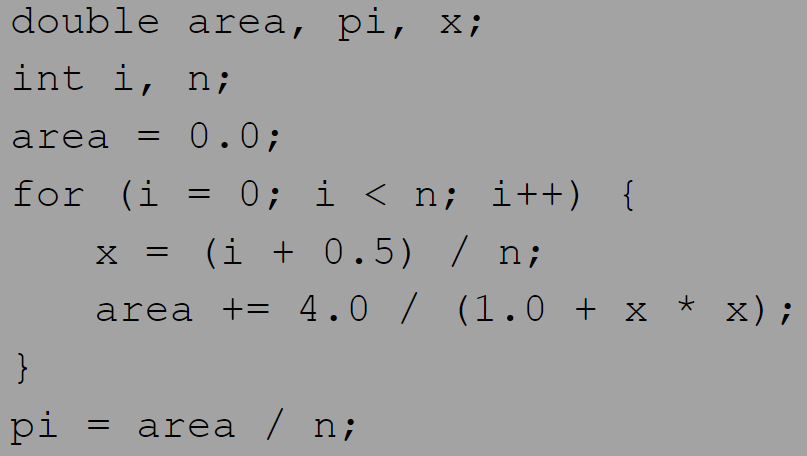 double area, pi, x;
int i, n;
area = 0.0;
for (i = 0; i < n; i++) {
   x = (i + 0.5) / n;
   area += 4.0 / (1.0 + x * x);
}
pi = area / n;